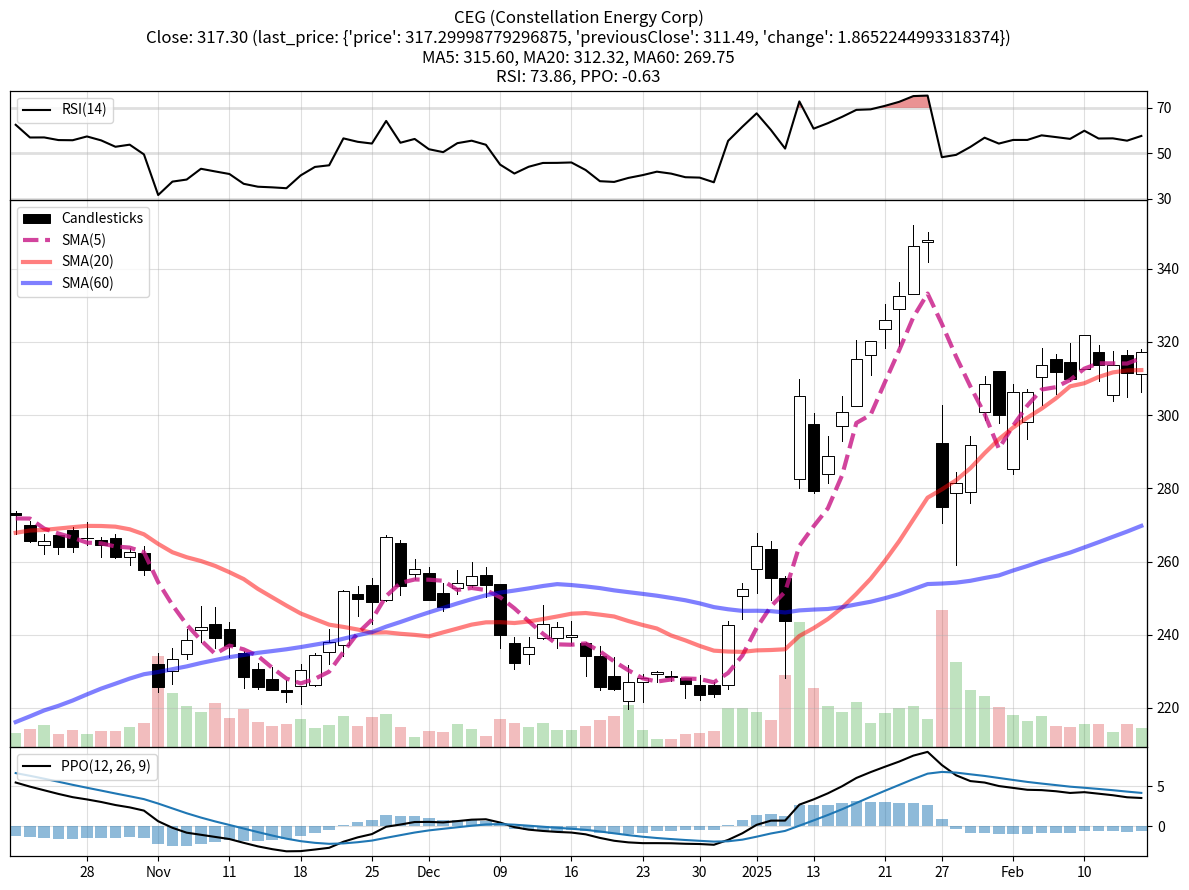 CEG (Constellation Energy Corp)
Close: 317.30 (last_price: {'price': 317.29998779296875, 'previousClose': 311.49, 'change': 1.8652244993318374})
MA5: 315.60, MA20: 312.32, MA60: 269.75
RSI: 73.86, PPO: -0.63
RSI(14)
70
50
30
Candlesticks
SMA(5)
SMA(20)
SMA(60)
340
320
300
280
260
240
220
PPO(12, 26, 9)
5
0
28 Nov 11 18 25 Dec 09 16 23 30 2025 13 21 27 Feb 10